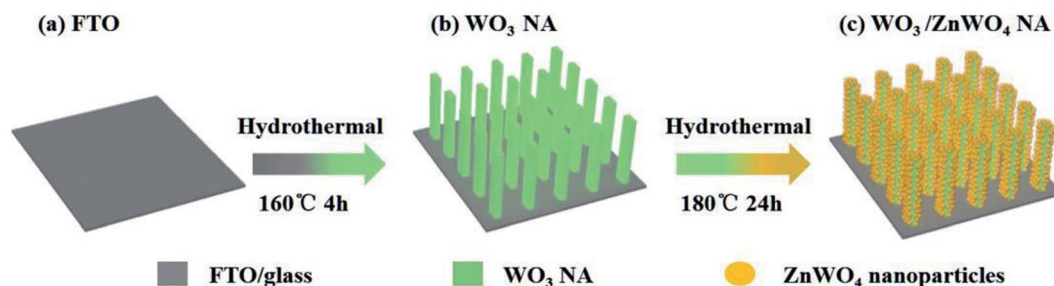 (a) FTO
(b) WO₃ NA
(c) WO₃ /ZnWO₄ NA
Hydrothermal
160℃ 4h
Hydrothermal
180℃ 24h
FTO/glass
WO₃ NA
ZnWO₄ nanoparticles